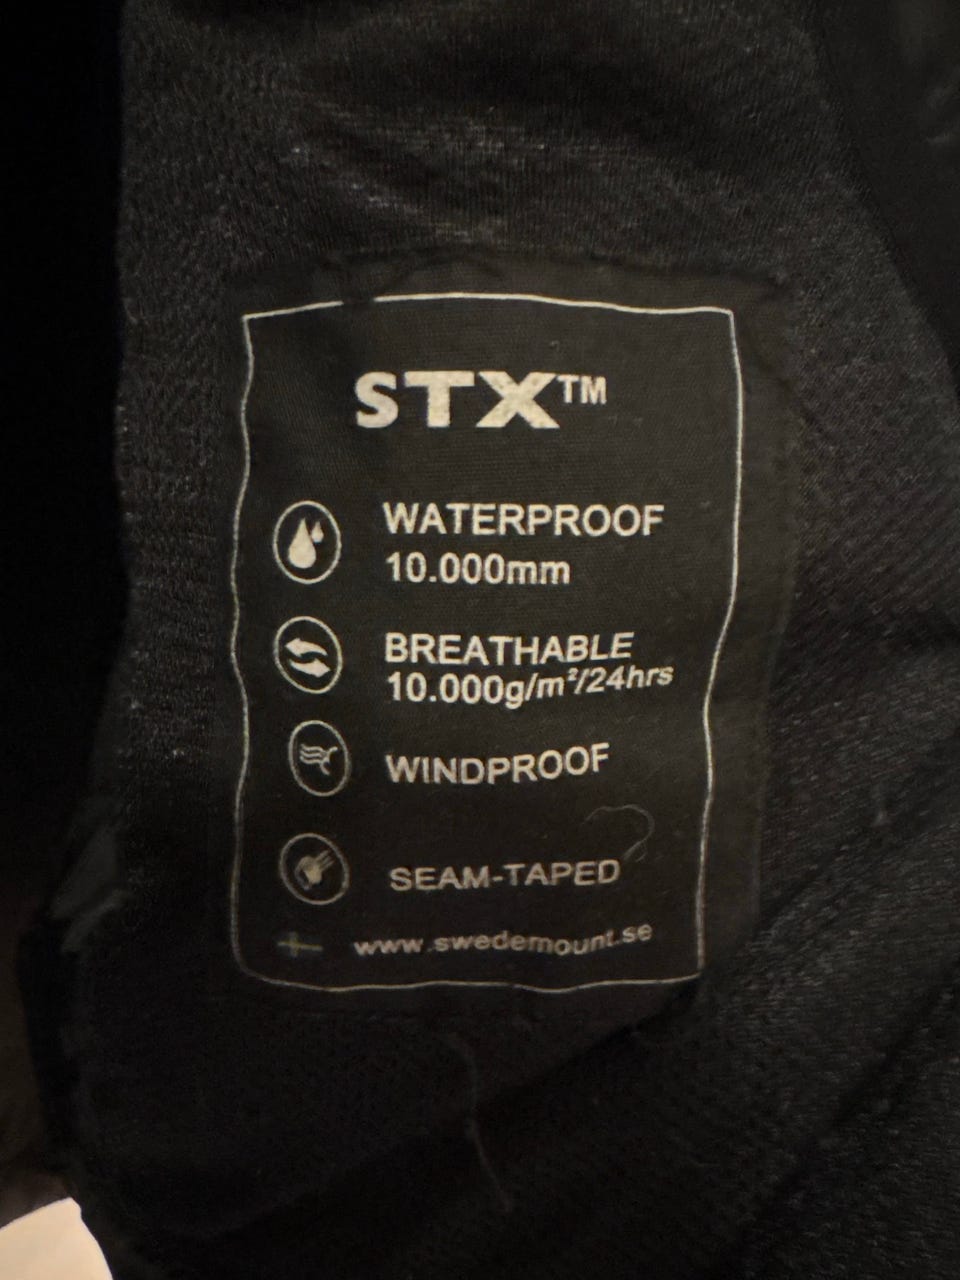 STX™
WATERPROOF
10.000mm
BREATHABLE
10.000g/m²/24hrs
WINDPROOF
SEAM-TAPED
www.swedemount.se